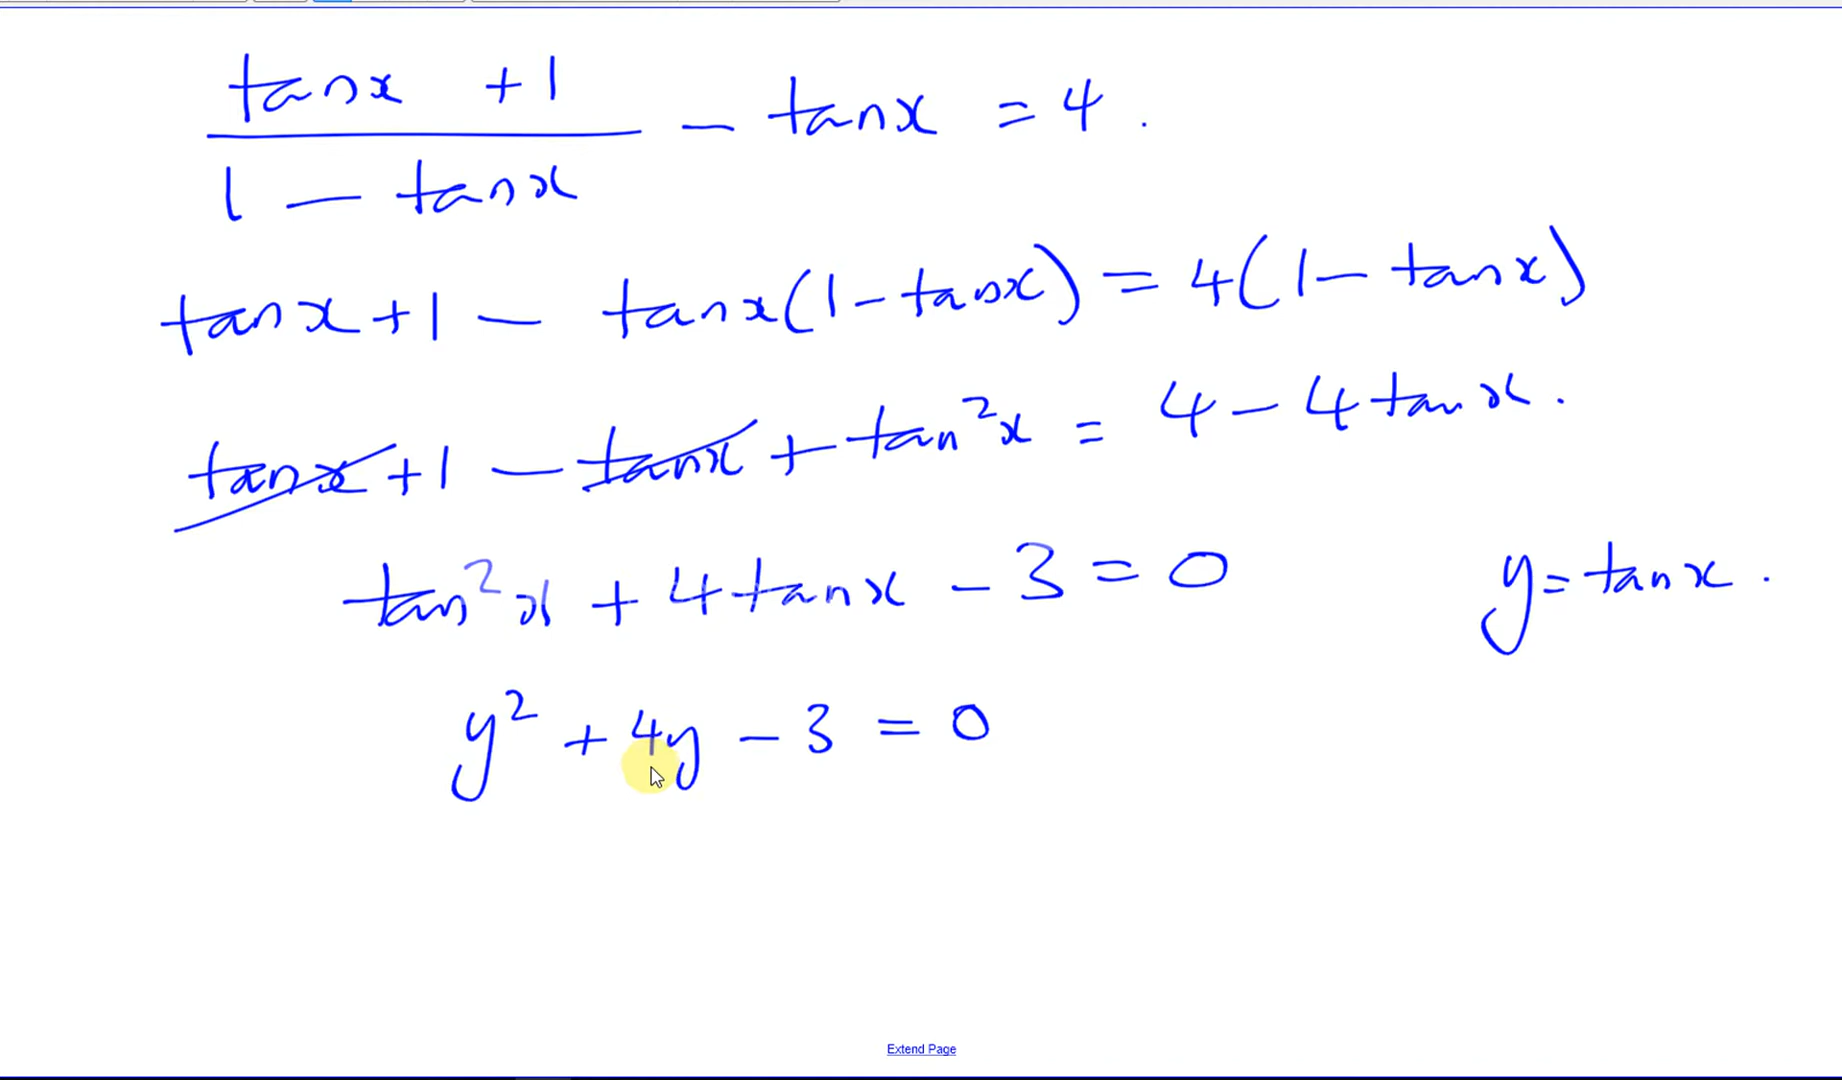 tanx +1
――― - tanx = 4 .
1 - tanx
tanx + 1 - tanx(1 - tanx) = 4(1 - tanx)
tanx + 1 - tanx + tan²x = 4 - 4tanx .
tan²x + 4tanx - 3 = 0 y = tanx .
y² + 4y - 3 = 0
Extend Page